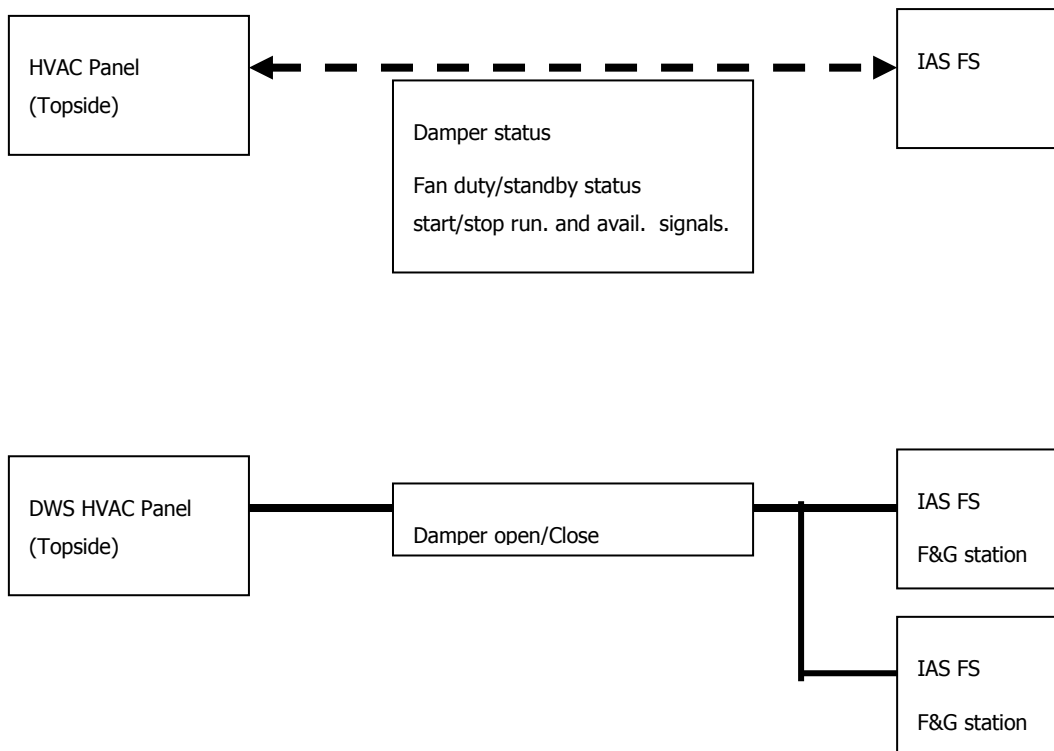 HVAC Panel
(Topside)
IAS FS
Damper status
Fan duty/standby status
start/stop run. and avail. signals.
DWS HVAC Panel
(Topside)
Damper open/Close
IAS FS
F&G station
IAS FS
F&G station